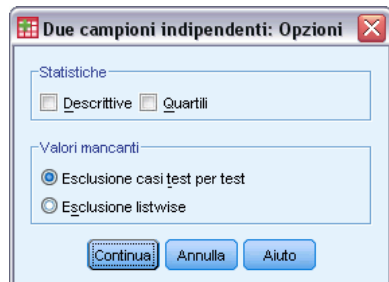 Due campioni indipendenti: Opzioni
Statistiche
Descrittive Quartili
Valori mancanti
Esclusione casi test per test
Esclusione listwise
Continua Annulla Aiuto